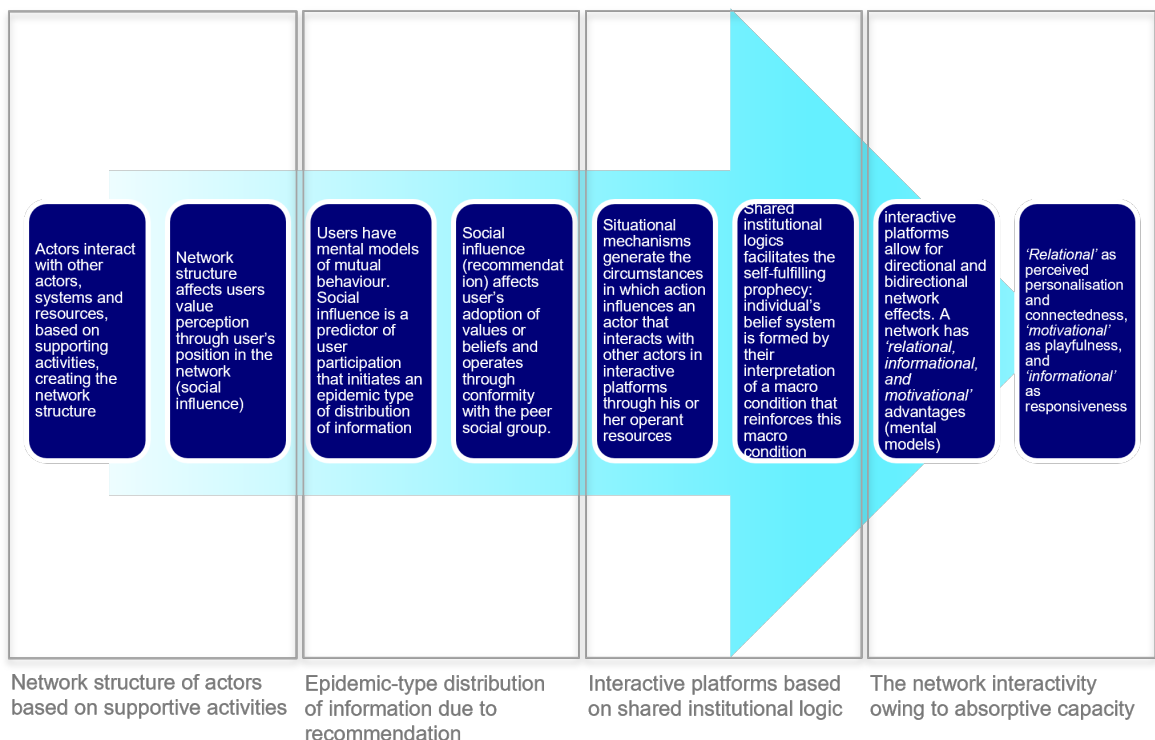 Actors interact
with other
actors,
systems and
resources,
based on
supporting
activities,
creating the
network
structure
Network
structure
affects users
value
perception
through user's
position in the
network
(social
influence)
Users have
mental models
of mutual
behaviour.
Social
influence is a
predictor of
user
participation
that initiates an
epidemic type
of distribution
of information
Social
influence
(recommendat
ion) affects
user's
adoption of
values or
beliefs and
operates
through
conformity
with the peer
social group.
Situational
mechanisms
generate the
circumstances
in which action
influences an
actor that
interacts with
other actors in
interactive
platforms
through his or
her operant
resources
Shared
institutional
logics
facilitates the
self-fulfilling
prophecy:
individual's
belief system
is formed by
their
interpretation
of a macro
condition that
reinforces this
macro
condition
interactive
platforms
allow for
directional and
bidirectional
network
effects. A
network has
‘relational,
informational,
and
motivational’
advantages
(mental
models)
‘Relational’ as
perceived
personalisation
and
connectedness,
‘motivational’
as playfulness,
and
‘informational’
as
responsiveness
Network structure of actors
based on supportive activities
Epidemic-type distribution
of information due to
recommendation
Interactive platforms based
on shared institutional logic
The network interactivity
owing to absorptive capacity